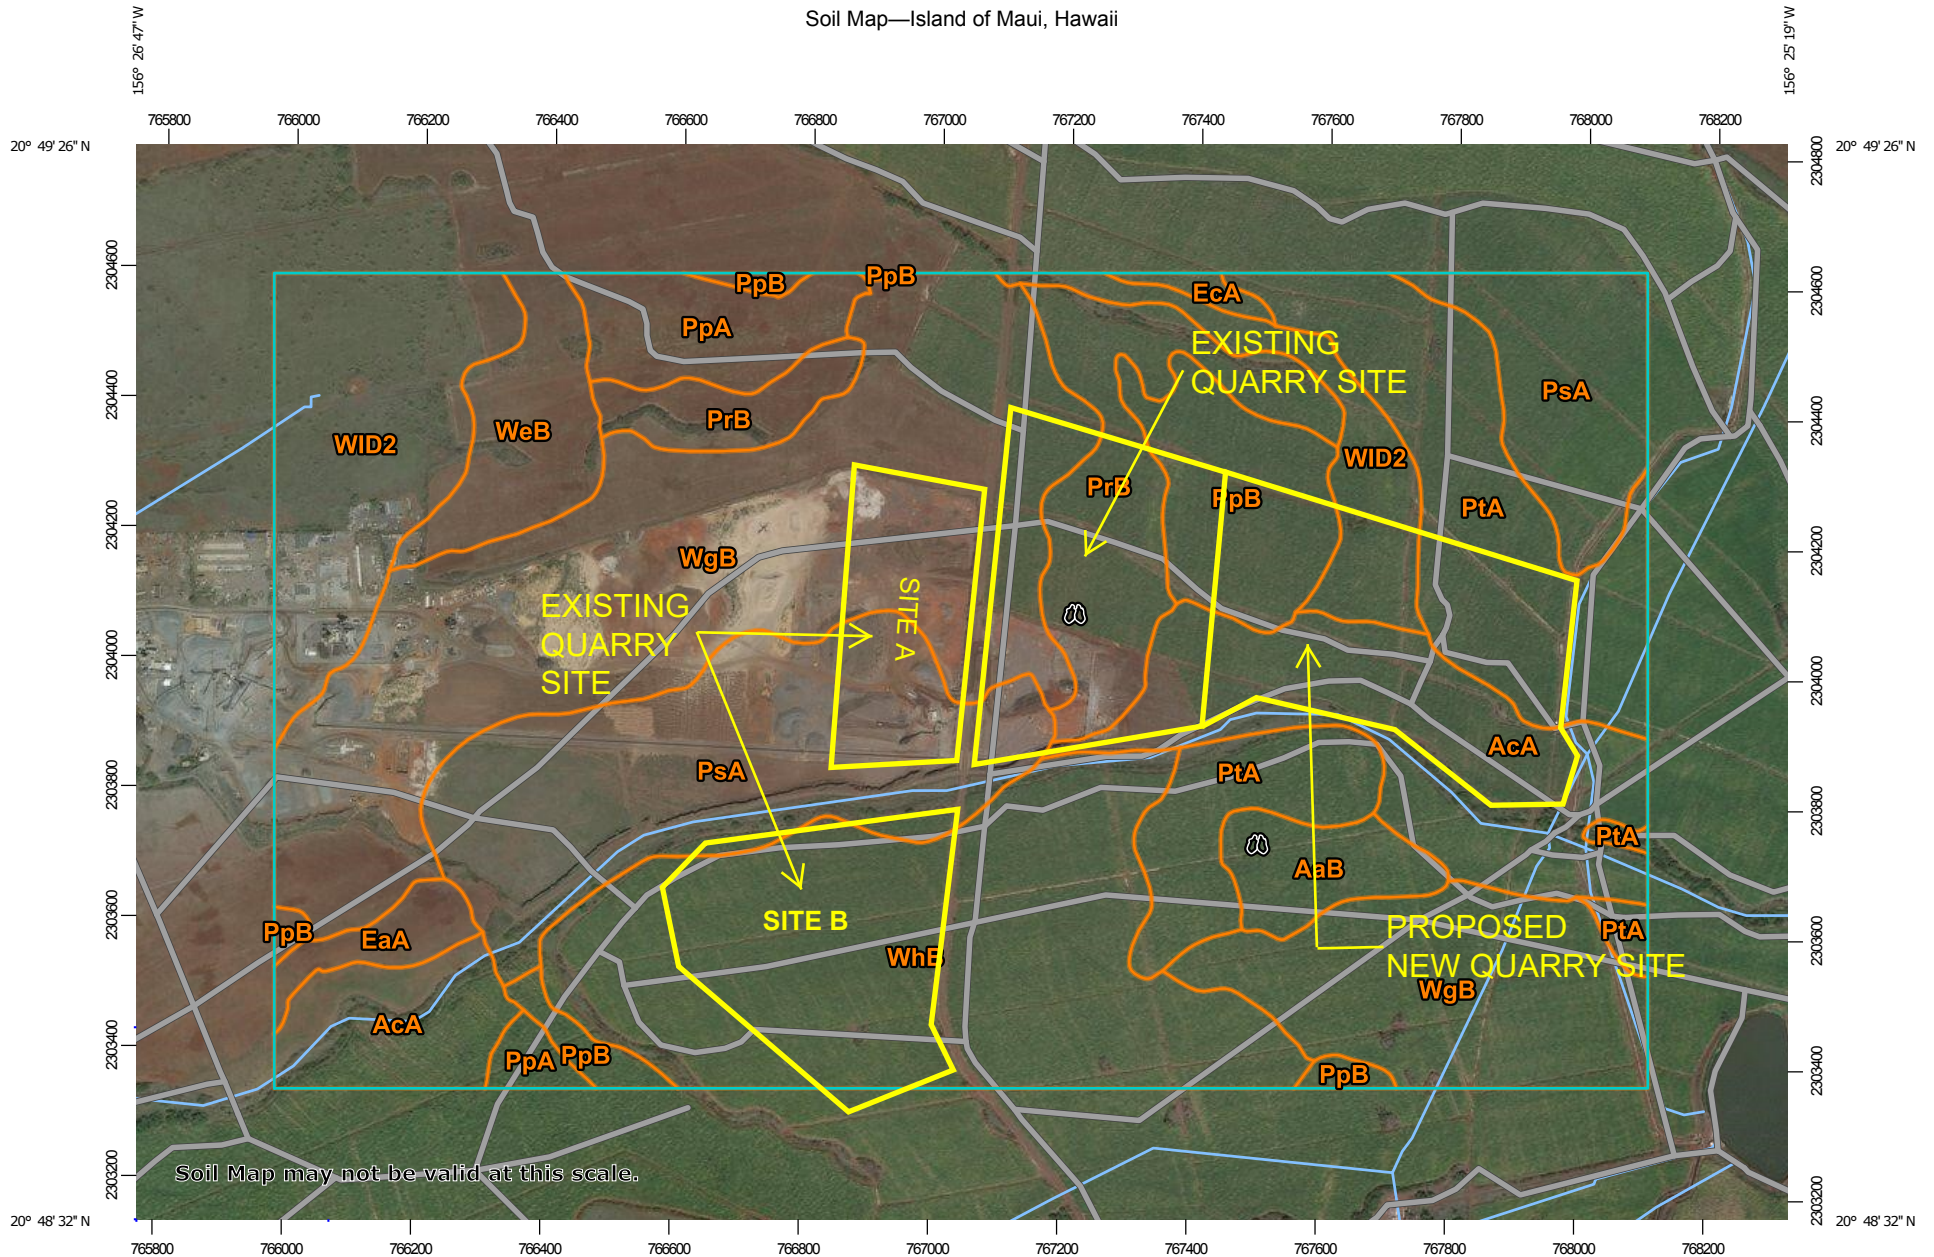 Soil Map—Island of Maui, Hawaii
156° 26' 47" W
156° 25' 19" W
765800 766000 766200 766400 766600 766800 767000 767200 767400 767600 767800 768000 768200
20° 49' 26" N
20° 49' 26" N
2304800
2304600
2304600
2304400
2304400
2304200
2304200
2304000
2304000
2303800
2303800
2303600
2303600
2303400
2303400
2303200
2303200
PpB
PpB
EcA
PpA
EXISTING
QUARRY SITE
PsA
PrB
WeB
WID2
WID2
PrB
PpB
PtA
WgB
SITE A
EXISTING
QUARRY
SITE
AcA
PsA
PtA
PtA
AaB
SITE B
PpB
EaA
WhB
PROPOSED
NEW QUARRY SITE
PtA
WgB
AcA
PpA
PpB
PpB
Soil Map may not be valid at this scale.
20° 48' 32" N
20° 48' 32" N
765800 766000 766200 766400 766600 766800 767000 767200 767400 767600 767800 768000 768200